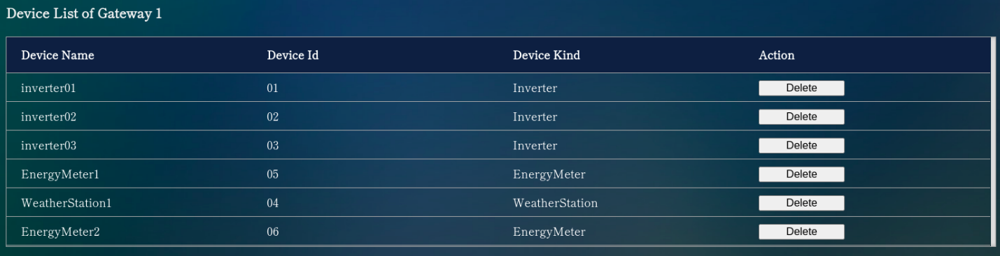 Device List of Gateway 1
Device Name Device Id Device Kind Action
inverter01 01 Inverter Delete
inverter02 02 Inverter Delete
inverter03 03 Inverter Delete
EnergyMeter1 05 EnergyMeter Delete
WeatherStation1 04 WeatherStation Delete
EnergyMeter2 06 EnergyMeter Delete